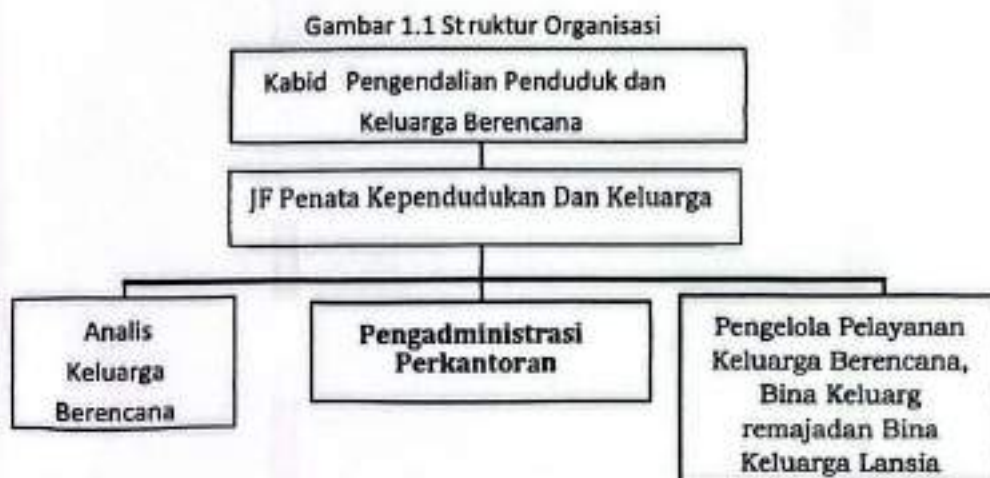 Gambar 1.1 St ruktur Organisasi
Kabid Pengendalian Penduduk dan
Keluarga Berencana
JF Penata Kependudukan Dan Keluarga
Analis
Keluarga
Berencana
Pengadministrasi
Perkantoran
Pengelola Pelayanan
Keluarga Berencana,
Bina Keluarg
remajadan Bina
Keluarga Lansia